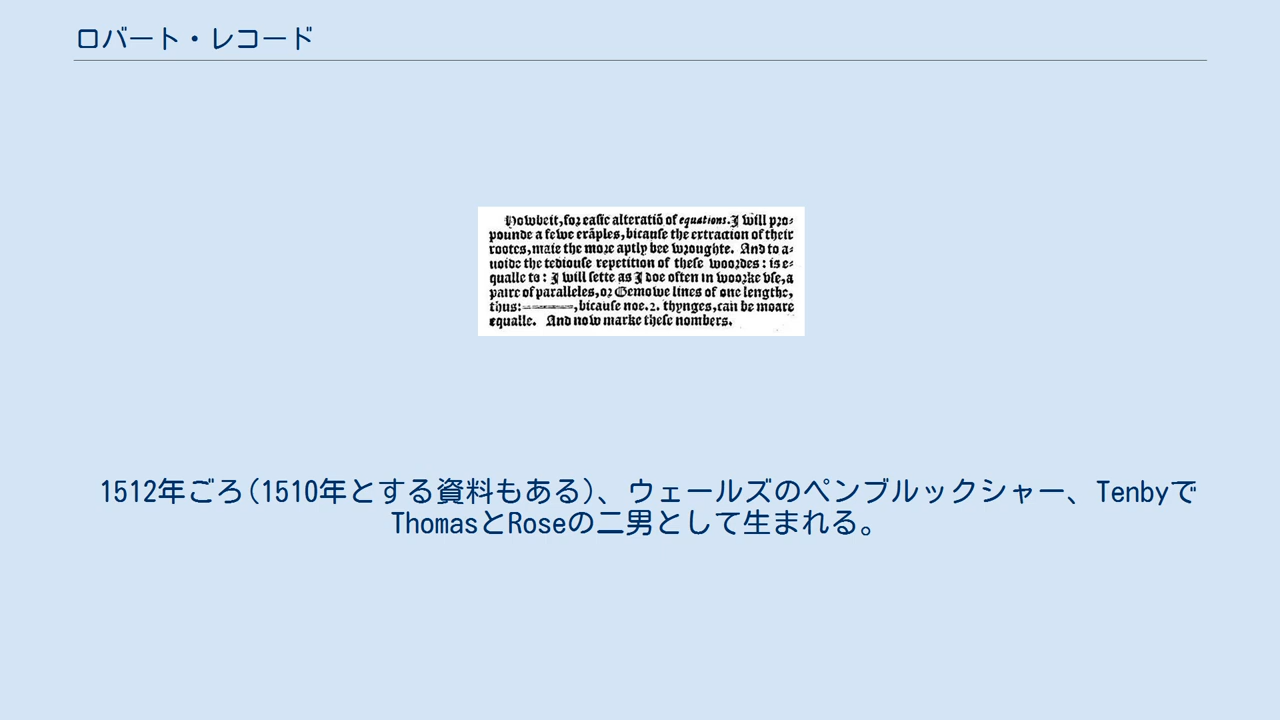 ロバート・レコード
Howbeit, for easie alteratiō of equations. I will pro-
pounde a fewe exāples, bicause the extraction of their
rootes, maie the more aptly bee wroughte. And to a-
uoide the tediouse repetition of these woordes : is e-
qualle to : I will sette as I doe often in woorke vse, a
paire of paralleles, or Gemowe lines of one lengthe,
thus: =====, bicause noe .2. thynges, can be moare
equalle. And now marke these nombers.
1512年ごろ(1510年とする資料もある)、ウェールズのペンブルックシャー、Tenbyで
ThomasとRoseの二男として生まれる。